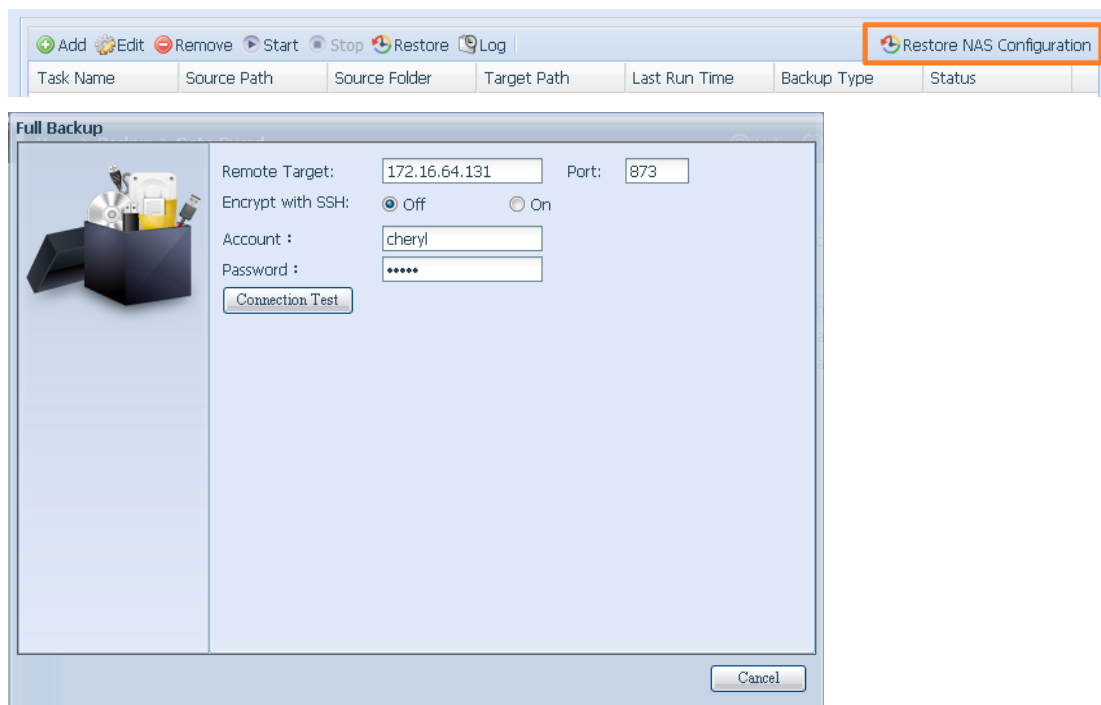 Add Edit Remove Start Stop Restore Log Restore NAS Configuration
Task Name Source Path Source Folder Target Path Last Run Time Backup Type Status
Full Backup
Remote Target: 172.16.64.131 Port: 873
Encrypt with SSH: Off On
Account : cheryl
Password : •••••
Connection Test
Cancel